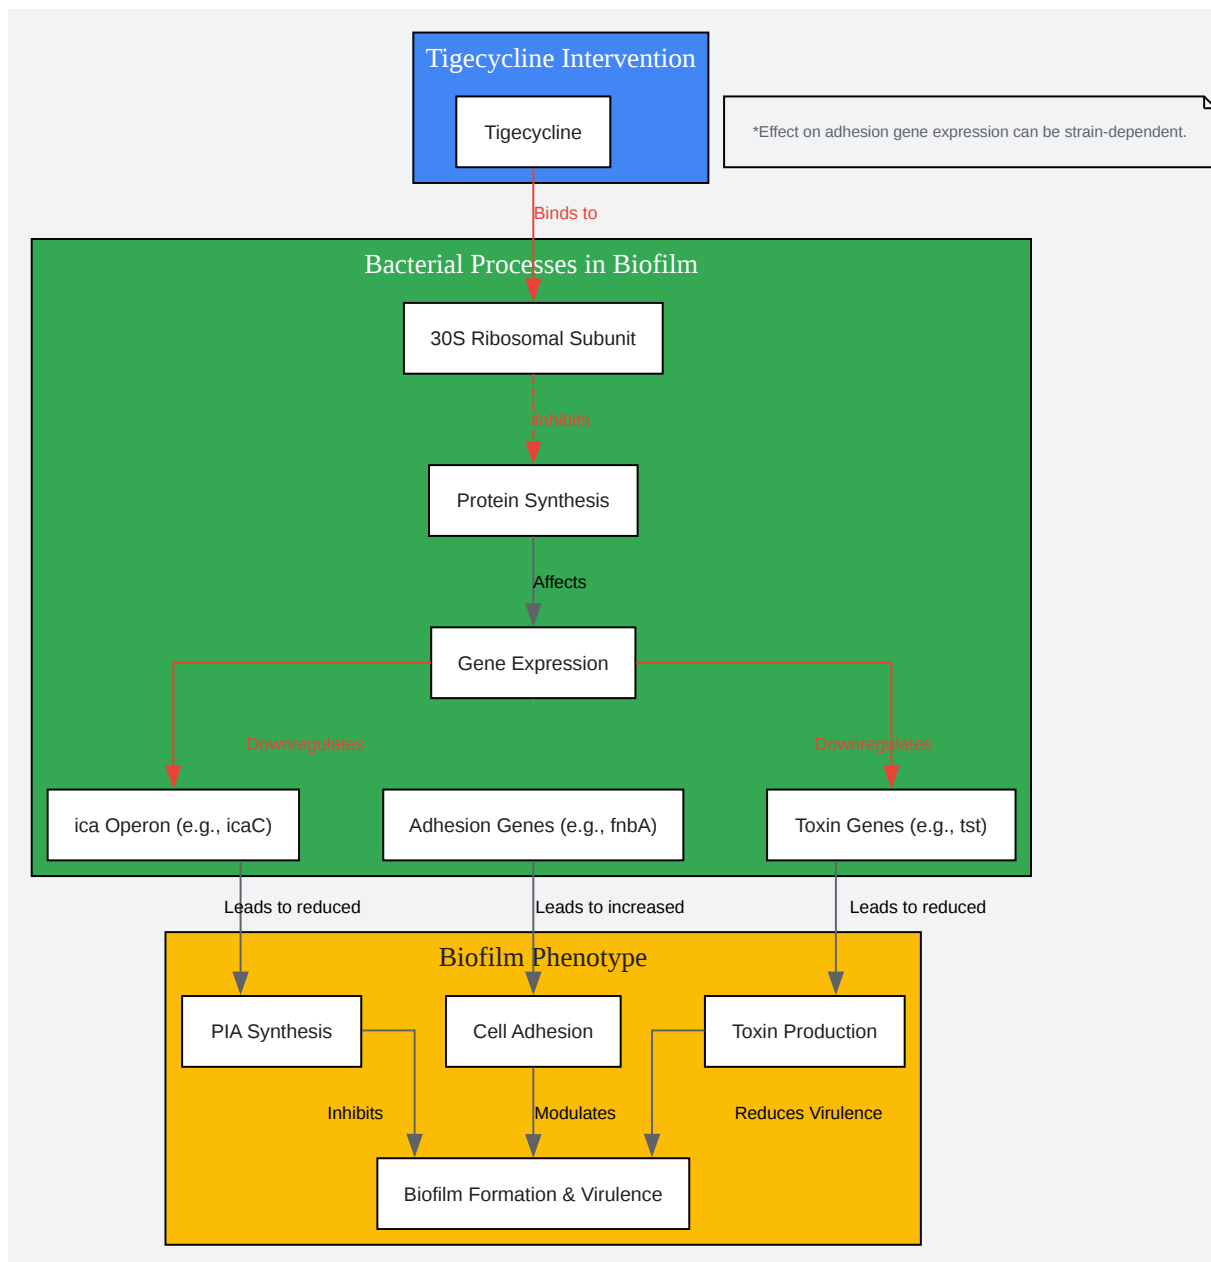 Tigecycline Intervention
Tigecycline
*Effect on adhesion gene expression can be strain-dependent.
Binds to
Bacterial Processes in Biofilm
30S Ribosomal Subunit
Inhibits
Protein Synthesis
Affects
Gene Expression
Downregulates
Downregulates
ica Operon (e.g., icaC)
Adhesion Genes (e.g., fnbA)
Toxin Genes (e.g., tst)
Leads to reduced
Leads to increased
Leads to reduced
Biofilm Phenotype
PIA Synthesis
Cell Adhesion
Toxin Production
Inhibits
Modulates
Reduces Virulence
Biofilm Formation & Virulence